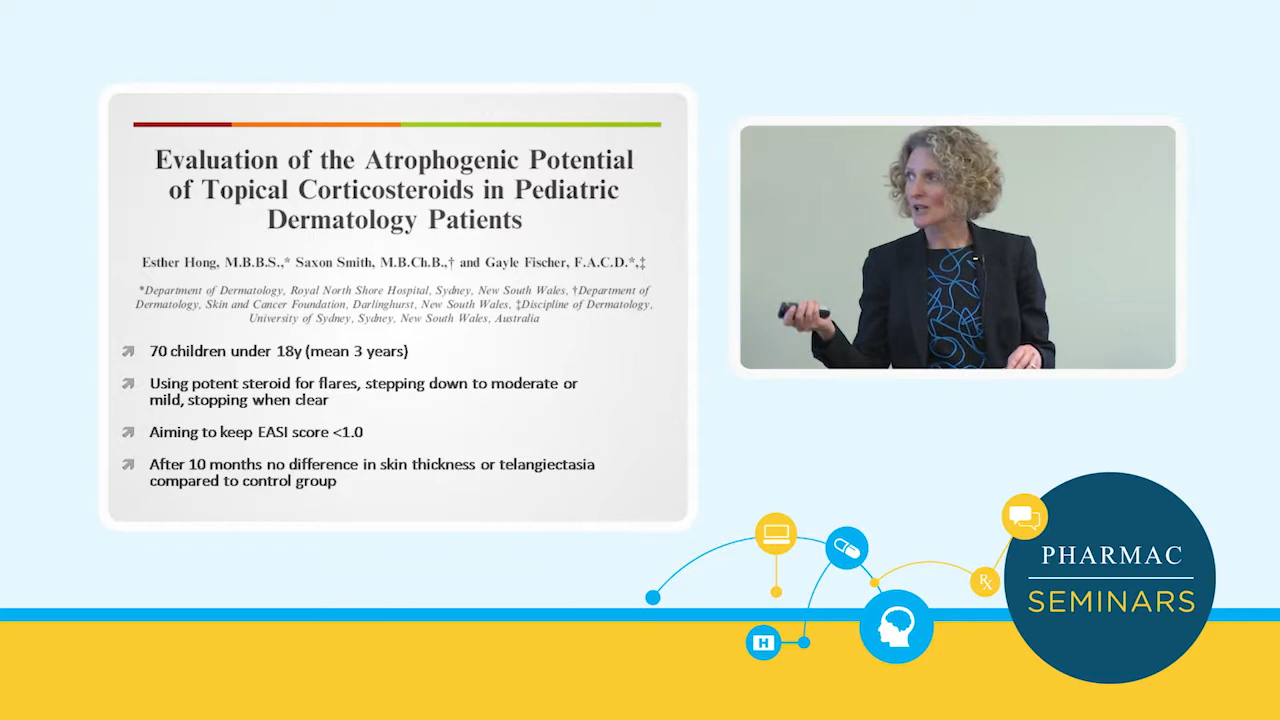 Evaluation of the Atrophogenic Potential
of Topical Corticosteroids in Pediatric
Dermatology Patients
Esther Hong, M.B.B.S.,* Saxon Smith, M.B.Ch.B.,† and Gayle Fischer, F.A.C.D.*,‡
*Department of Dermatology, Royal North Shore Hospital, Sydney, New South Wales, †Department of
Dermatology, Skin and Cancer Foundation, Darlinghurst, New South Wales, ‡Discipline of Dermatology,
University of Sydney, Sydney, New South Wales, Australia
70 children under 18y (mean 3 years)
Using potent steroid for flares, stepping down to moderate or
mild, stopping when clear
Aiming to keep EASI score <1.0
After 10 months no difference in skin thickness or telangiectasia
compared to control group
PHARMAC
SEMINARS
Rx
H